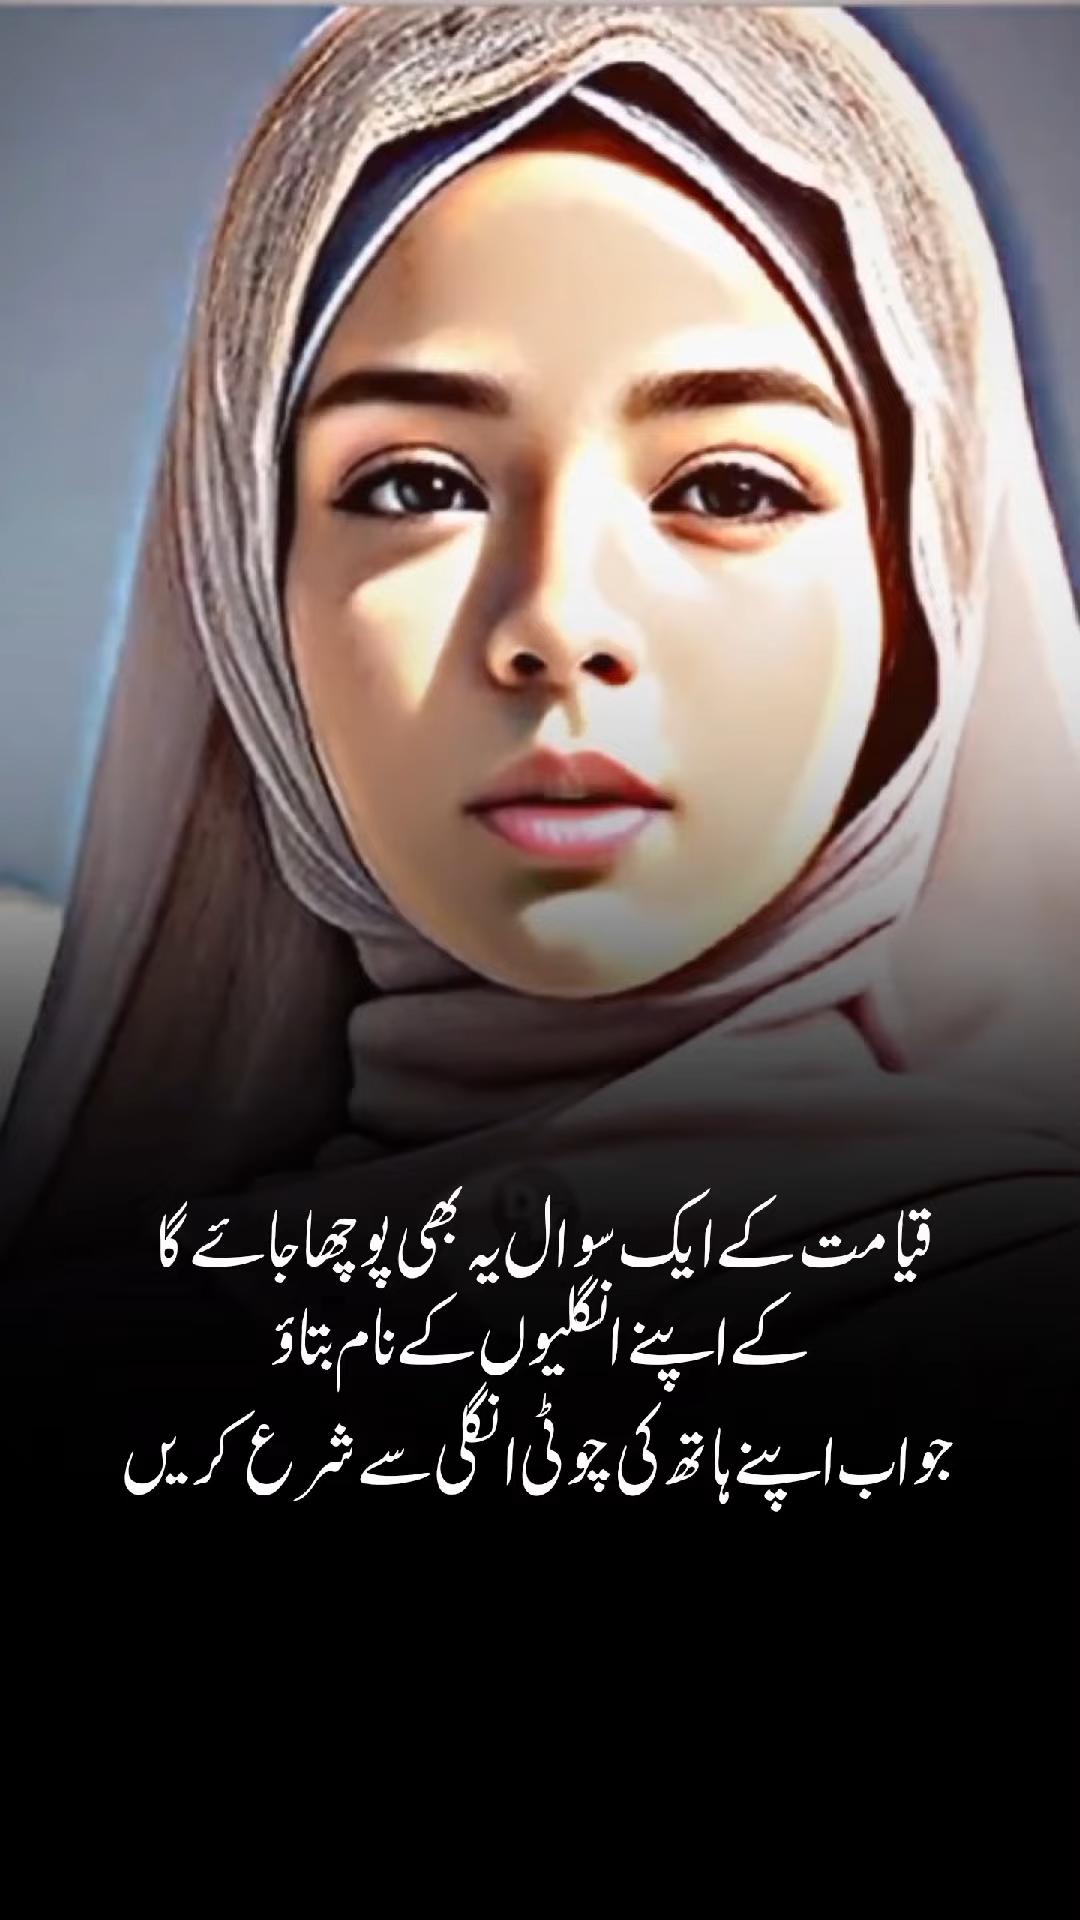 قیامت کے ایک سوال یہ بھی پوچھا جائے گا
کے اپنے انگلیوں کے نام بتاؤ
جواب اپنے ہاتھ کی چوٹی انگلی سے شرع کریں